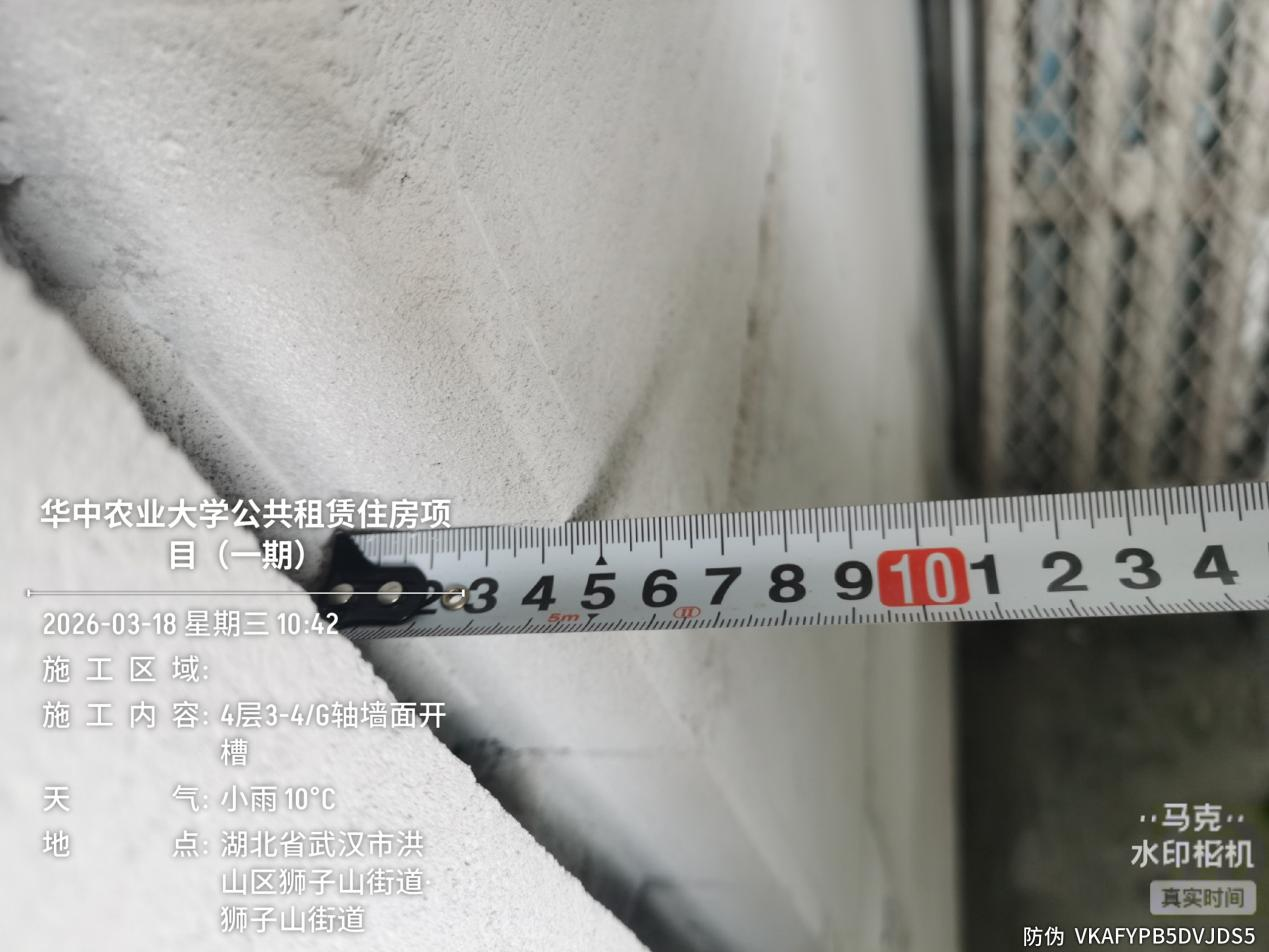 华中农业大学公共租赁住房项
目（一期）
2026-03-18 星期三 10:42
施工区域:
施工内容: 4层3-4/G轴墙面开
槽
天气: 小雨 10°C
地点: 湖北省武汉市洪
山区狮子山街道·
狮子山街道
2 3 4 5 6 7 8 9 10 1 2 3 4
5m
马克
水印相机
真实时间
防伪 VKAFYPB5DVJDS5